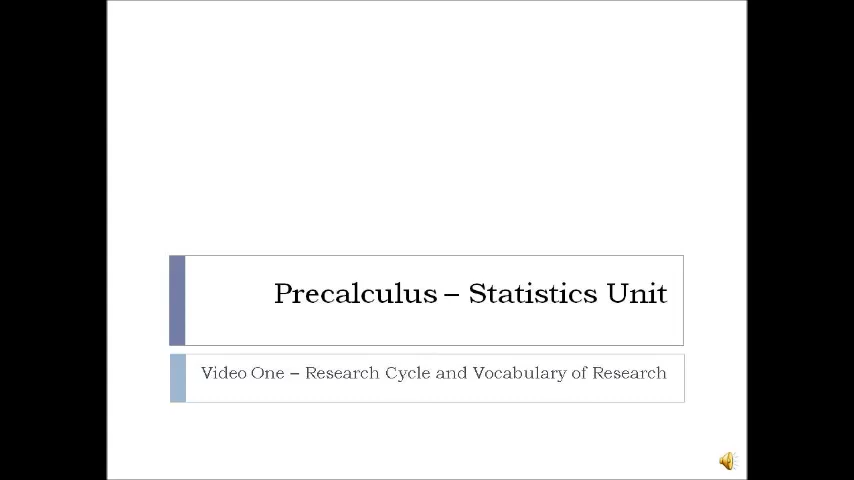 Precalculus – Statistics Unit
Video One – Research Cycle and Vocabulary of Research